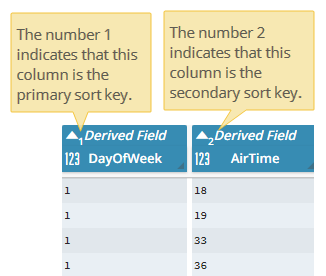 The number 1
indicates that this
column is the
primary sort key.
The number 2
indicates that this
column is the
secondary sort key.
1 Derived Field
2 Derived Field
123 DayOfWeek
123 AirTime
1 18
1 19
1 33
1 36